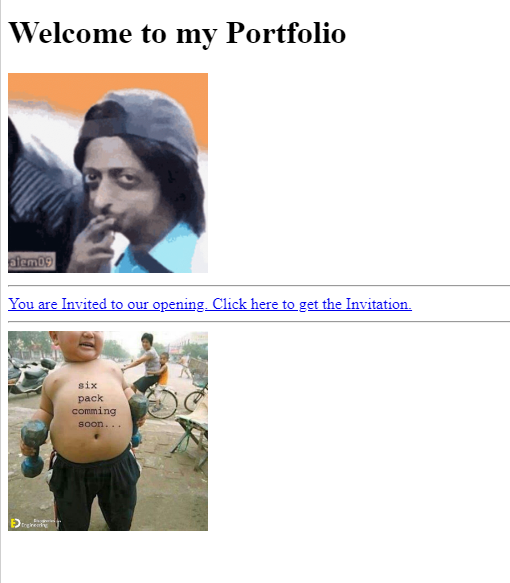 Welcome to my Portfolio
alem09
You are Invited to our opening. Click here to get the Invitation.
six
pack
comming
soon...
Engineering